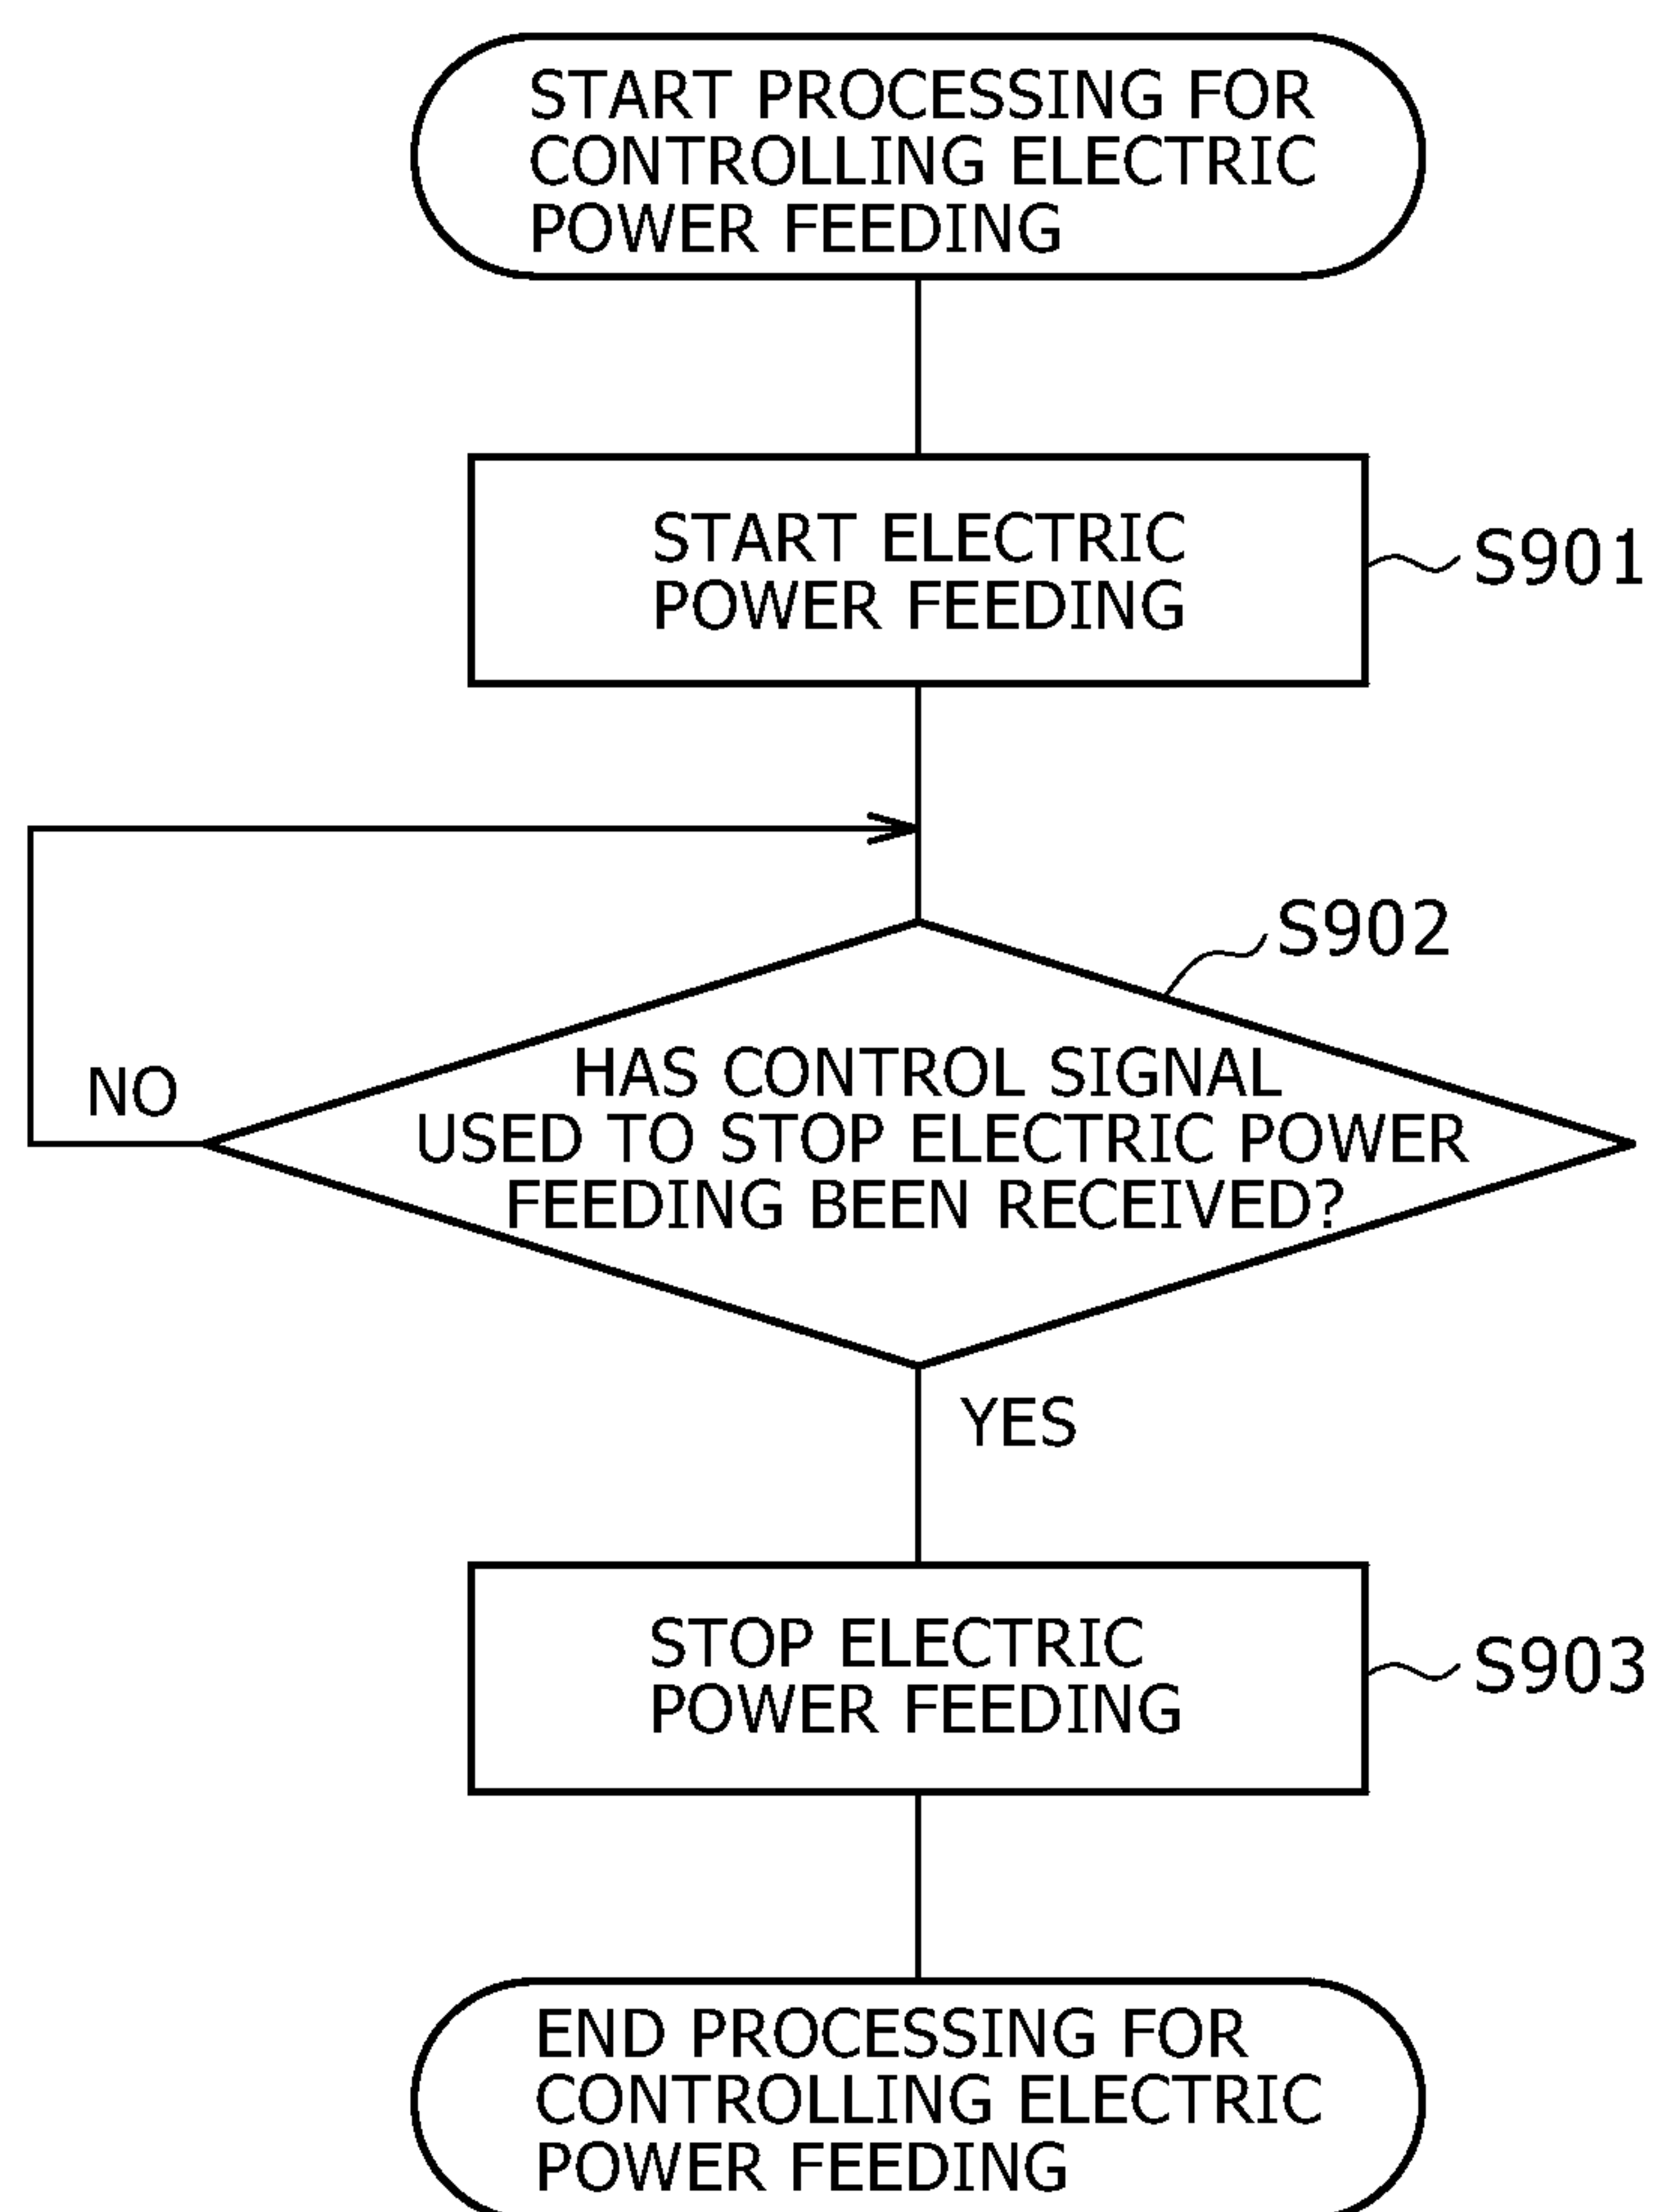 START PROCESSING FOR
CONTROLLING ELECTRIC
POWER FEEDING
START ELECTRIC
POWER FEEDING
S901
S902
HAS CONTROL SIGNAL
USED TO STOP ELECTRIC POWER
FEEDING BEEN RECEIVED?
NO
YES
STOP ELECTRIC
POWER FEEDING
S903
END PROCESSING FOR
CONTROLLING ELECTRIC
POWER FEEDING